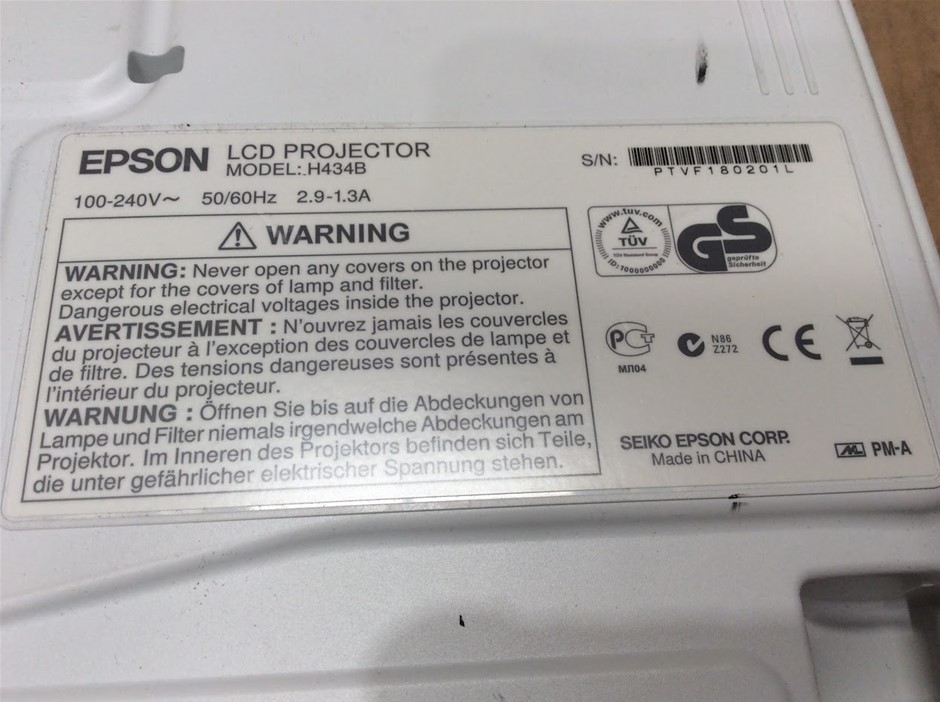 EPSON LCD PROJECTOR
MODEL: H434B
100-240V～ 50/60Hz 2.9-1.3A
S/N:
PTVF180201L
WARNING
WARNING: Never open any covers on the projector
except for the covers of lamp and filter.
Dangerous electrical voltages inside the projector.
AVERTISSEMENT : N'ouvrez jamais les couvercles
du projecteur à l'exception des couvercles de lampe et
de filtre. Des tensions dangereuses sont présentes à
l'intérieur du projecteur.
WARNUNG : Öffnen Sie bis auf die Abdeckungen von
Lampe und Filter niemals irgendwelche Abdeckungen am
Projektor. Im Inneren des Projektors befinden sich Teile,
die unter gefährlicher elektrischer Spannung stehen.
www.tuv.com
TÜV
TÜV Rheinland Group
ID:1000000000
GS
geprüfte
Sicherheit
PCT
МЛ04
N86
Z272
CE
SEIKO EPSON CORP.
Made in CHINA
PM-A